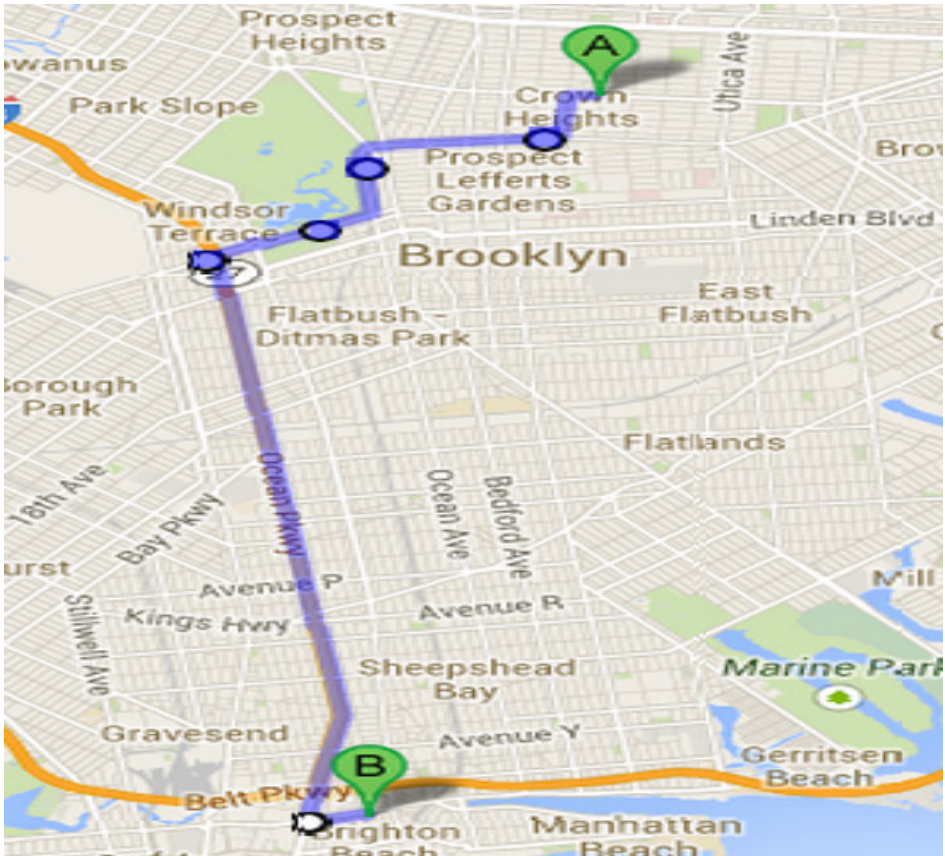 Prospect
Heights
A
owanus
Utica Ave
Park Slope
Crown
Heights
Brow
Prospect
Lefferts
Gardens
Windsor
Terrace
Linden Blvd
Brooklyn
East
Flatbush
Flatbush -
Ditmas Park
Borough
Park
Flatlands
18th Ave
Ocean Pkwy
Ocean Ave
Bedford Ave
Bay Pkwy
urst
Mill
Avenue P
Stillwell Ave
Kings Hwy
Avenue R
Sheepshead
Bay
Marine Park
Gravesend
Avenue Y
B
Gerritsen
Beach
Belt Pkwy
Brighton
Beach
Manhattan
Beach